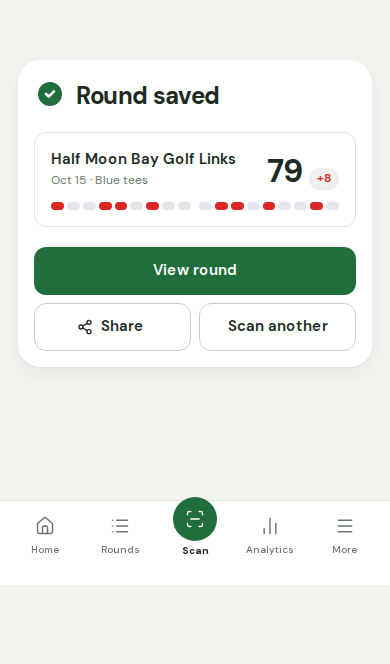 Round saved
Half Moon Bay Golf Links
Oct 15 · Blue tees
79 +8
View round
Share
Scan another
Home
Rounds
Scan
Analytics
More